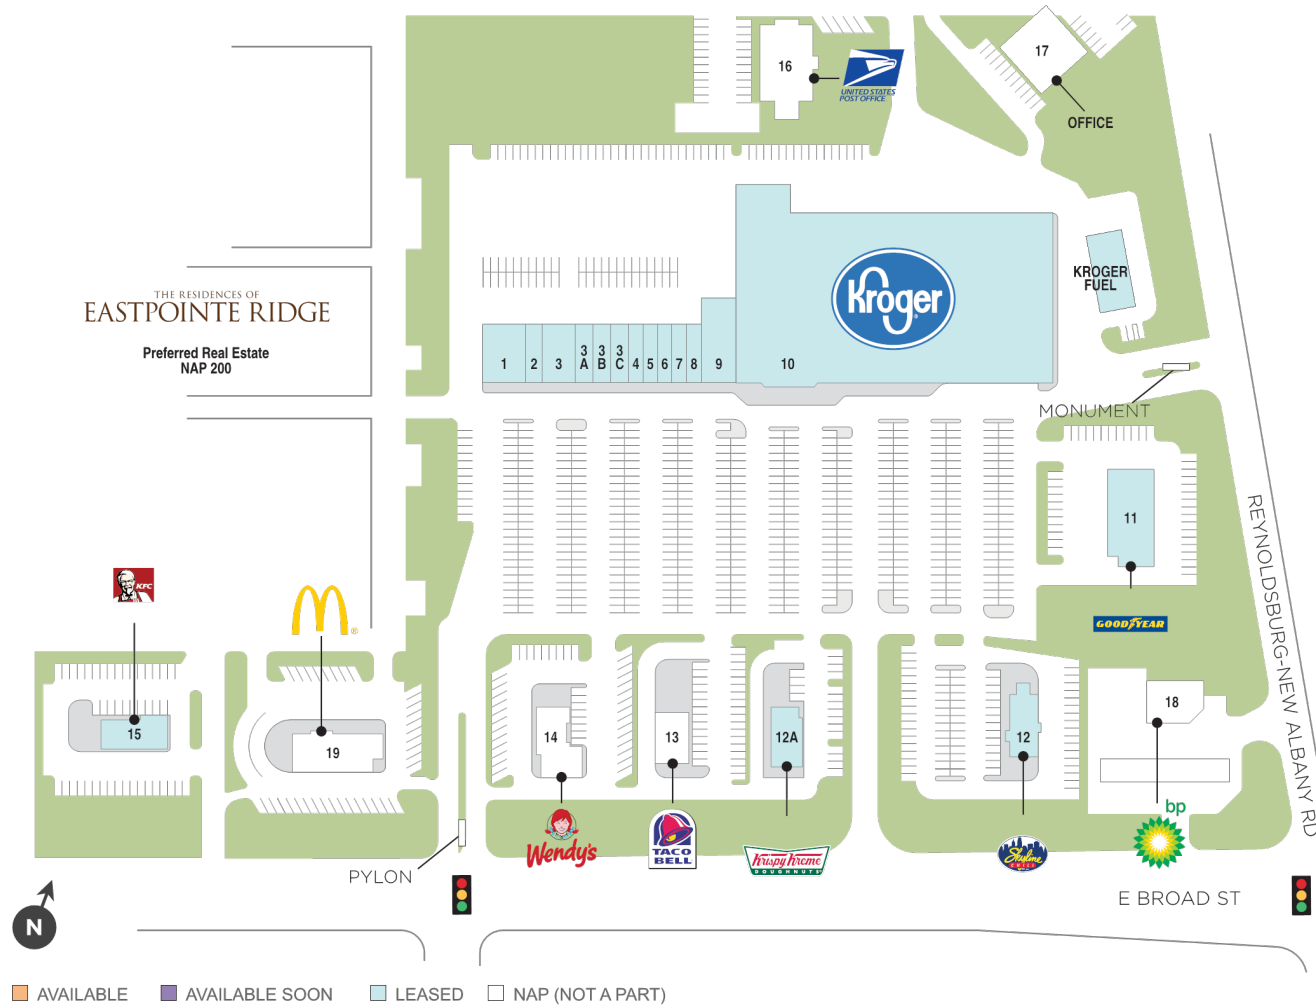 16
UNITED STATES
POST OFFICE
17
OFFICE
THE RESIDENCES OF
EASTPOINTE RIDGE
Preferred Real Estate
NAP 200
KROGER
FUEL
Kroger
1
2
3
3
A
3
B
3
C
4
5
6
7
8
9
10
MONUMENT
11
GOODYEAR
REYNOLDSBURG-NEW ALBANY RD
KFC
®
15
19
14
13
12A
12
18
Wendy's
TACO
BELL
Krispy Kreme
DOUGHNUTS
Skyline
CHILI
bp
PYLON
E BROAD ST
N
AVAILABLE
AVAILABLE SOON
LEASED
NAP (NOT A PART)